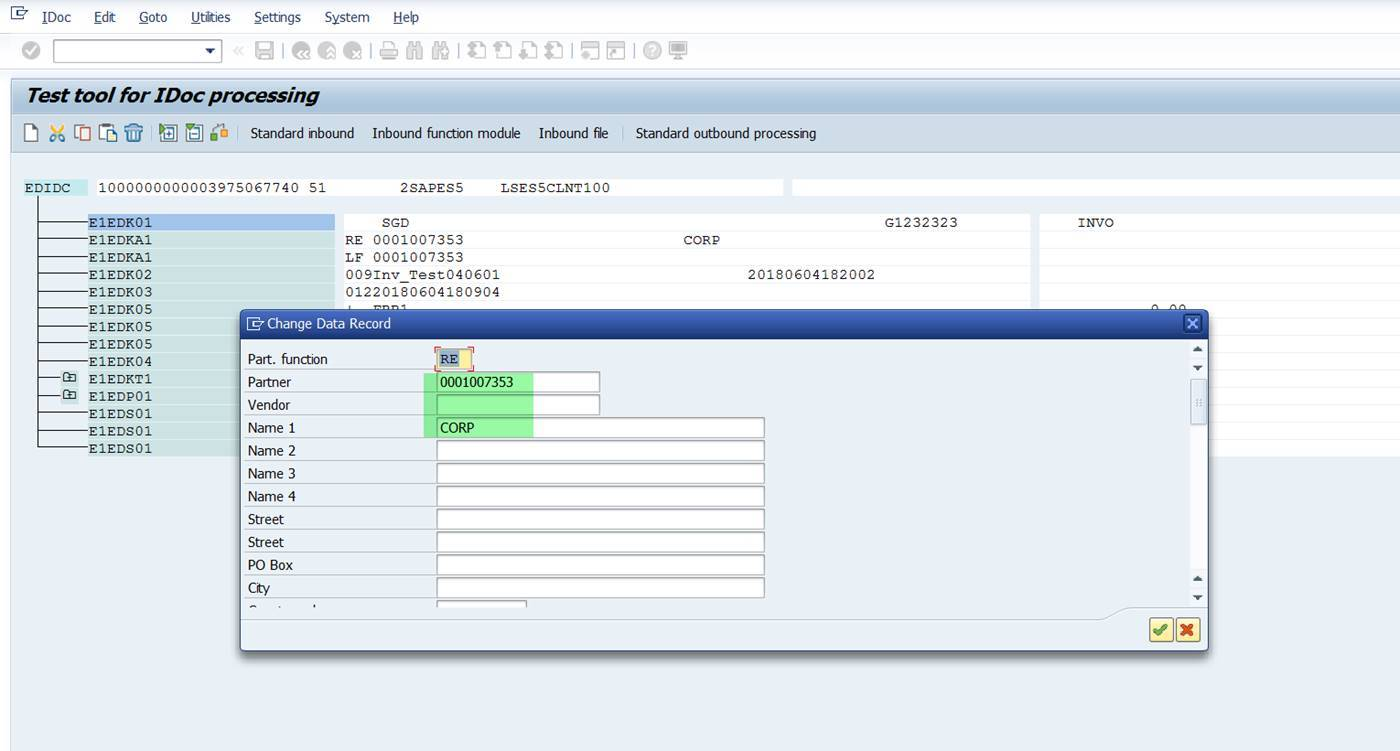 IDoc Edit Goto Utilities Settings System Help
Test tool for IDoc processing
Standard inbound Inbound function module Inbound file Standard outbound processing
EDIDC 1000000000003975067740 51 2SAPES5 LSES5CLNT100
E1EDK01 SGD G1232323 INVO
E1EDKA1 RE 0001007353 CORP
E1EDKA1 LF 0001007353
E1EDK02 009Inv_Test040601 20180604182002
E1EDK03 01220180604180904
E1EDK05
E1EDK05
E1EDK05
E1EDK04
E1EDKT1
E1EDP01
E1EDS01
E1EDS01
E1EDS01
Change Data Record
Part. function RE
Partner 0001007353
Vendor
Name 1 CORP
Name 2
Name 3
Name 4
Street
Street
PO Box
City